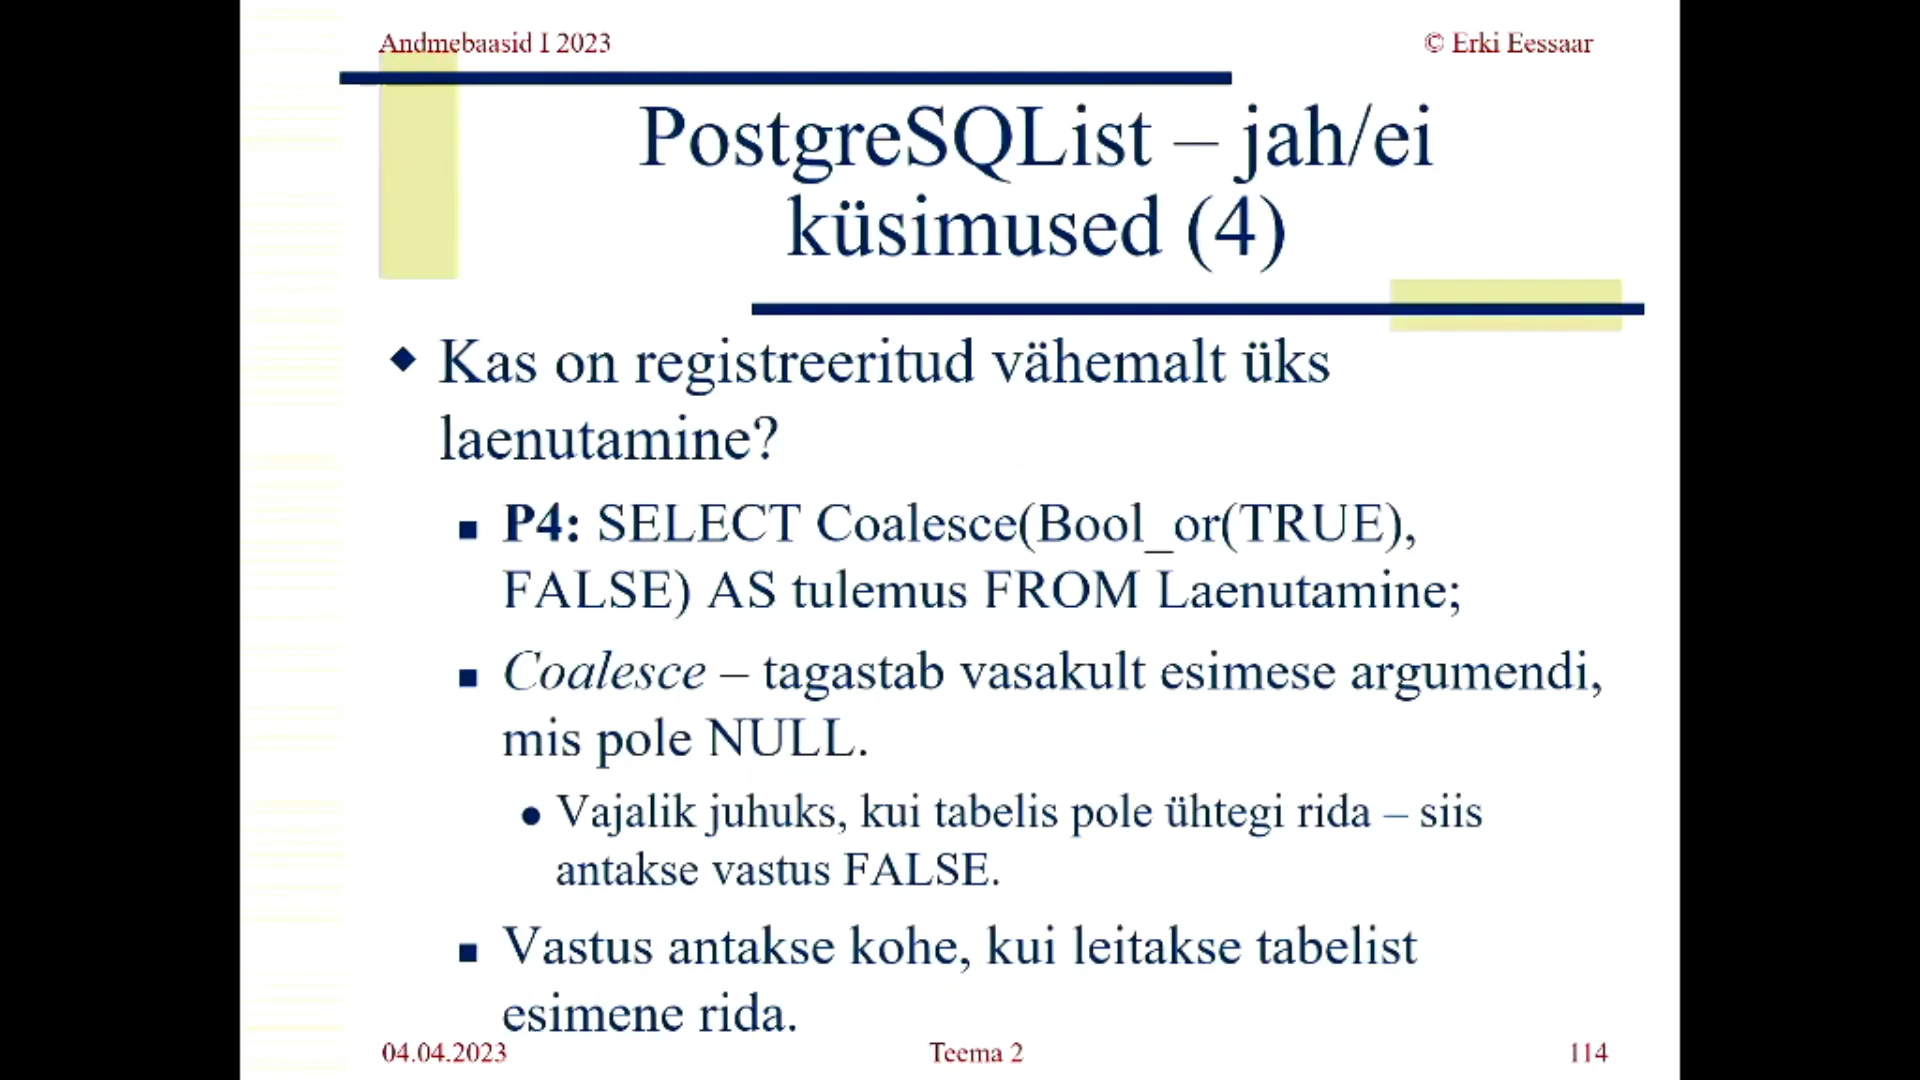 Andmebaasid I 2023
© Erki Eessaar
PostgreSQList – jah/ei
küsimused (4)
Kas on registreeritud vähemalt üks
laenutamine?
P4: SELECT Coalesce(Bool_or(TRUE),
FALSE) AS tulemus FROM Laenutamine;
Coalesce – tagastab vasakult esimese argumendi,
mis pole NULL.
Vajalik juhuks, kui tabelis pole ühtegi rida – siis
antakse vastus FALSE.
Vastus antakse kohe, kui leitakse tabelist
esimene rida.
04.04.2023
Teema 2
114